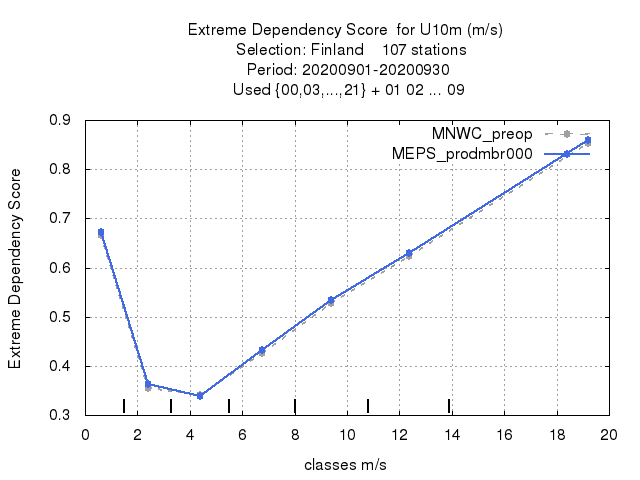 Extreme Dependency Score  for U10m (m/s)
Selection: Finland    107 stations
Period: 20200901-20200930
Used {00,03,...,21} + 01 02 ... 09
MNWC_preop
MEPS_prodmbr000
Extreme Dependency Score
0.9
0.8
0.7
0.6
0.5
0.4
0.3
0 2 4 6 8 10 12 14 16 18 20
classes m/s